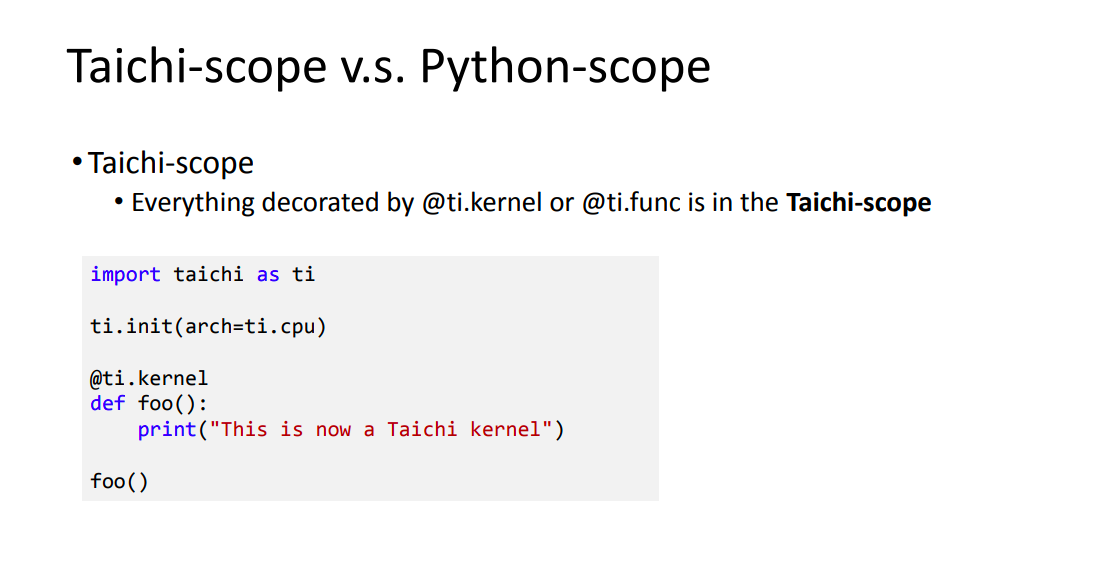 Taichi-scope v.s. Python-scope
• Taichi-scope
• Everything decorated by @ti.kernel or @ti.func is in the Taichi-scope
import taichi as ti
ti.init(arch=ti.cpu)
@ti.kernel
def foo():
    print("This is now a Taichi kernel")
foo()